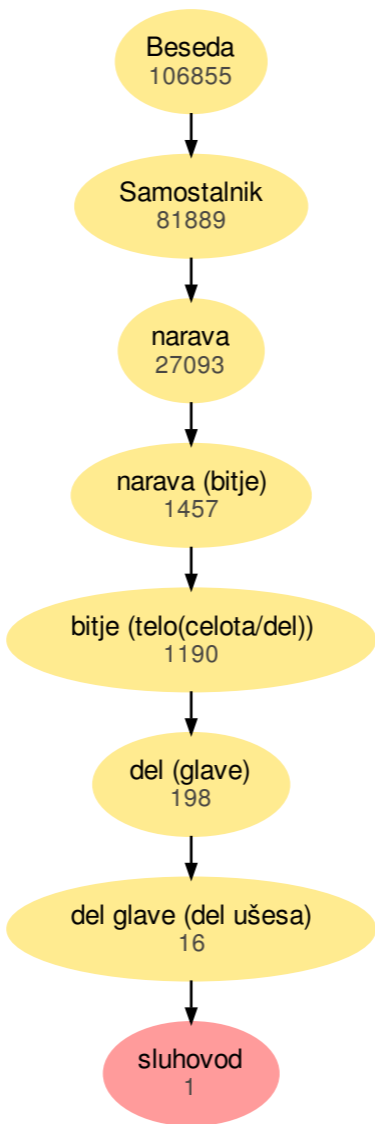 Beseda
106855
Samostalnik
81889
narava
27093
narava (bitje)
1457
bitje (telo(celota/del))
1190
del (glave)
198
del glave (del ušesa)
16
sluhovod
1